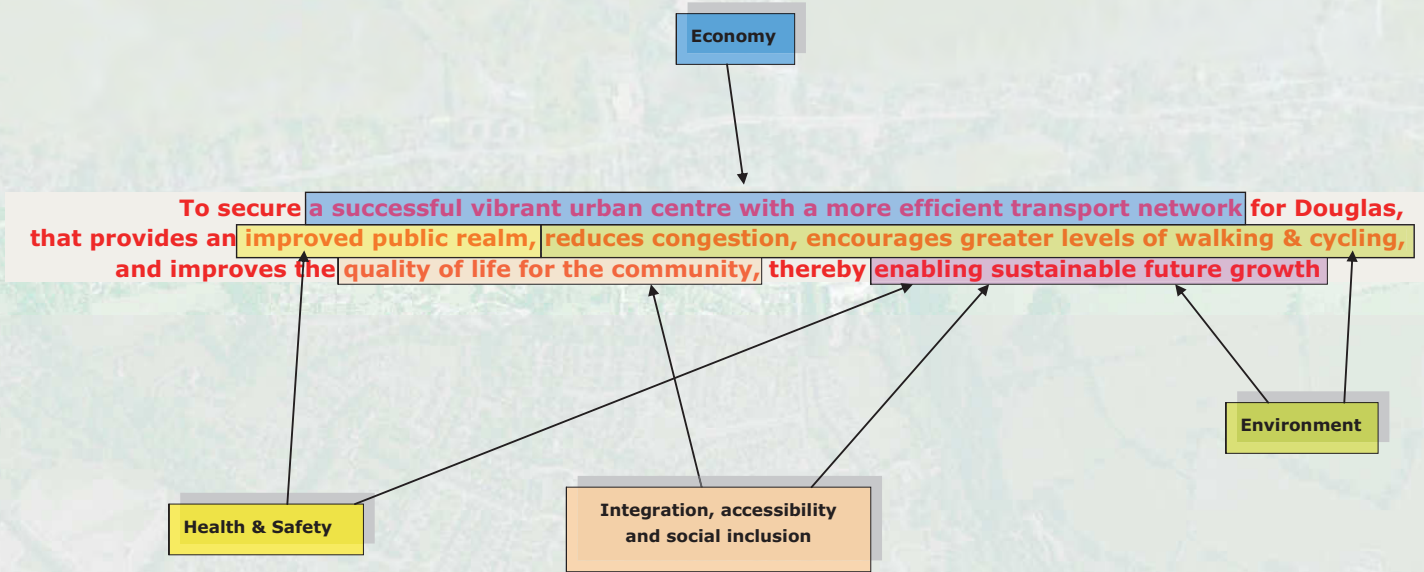 Economy
To secure a successful vibrant urban centre with a more efficient transport network for Douglas,
that provides an improved public realm, reduces congestion, encourages greater levels of walking & cycling,
and improves the quality of life for the community, thereby enabling sustainable future growth
Environment
Health & Safety
Integration, accessibility
and social inclusion